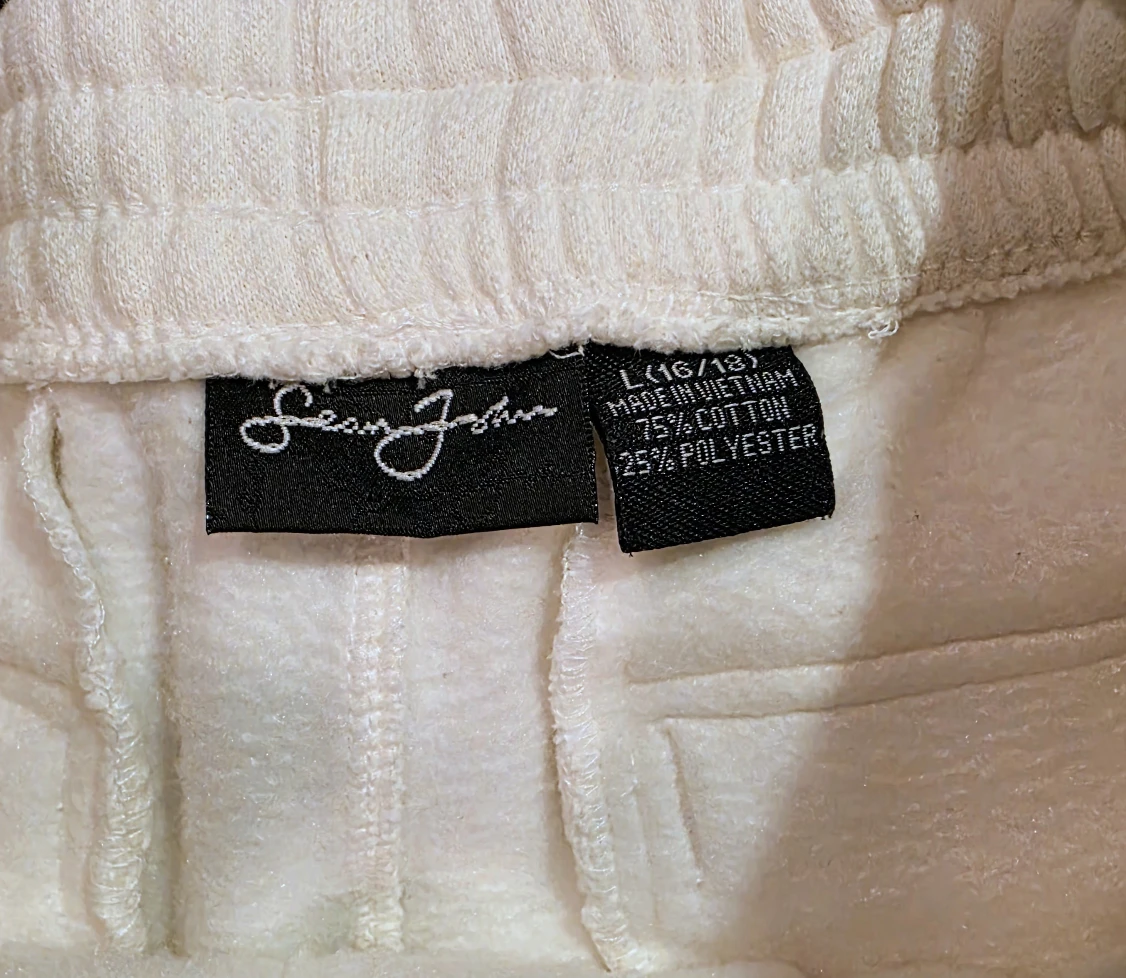 Sean John
L (16/18)
MADE IN VIETNAM
75% COTTON
25% POLYESTER